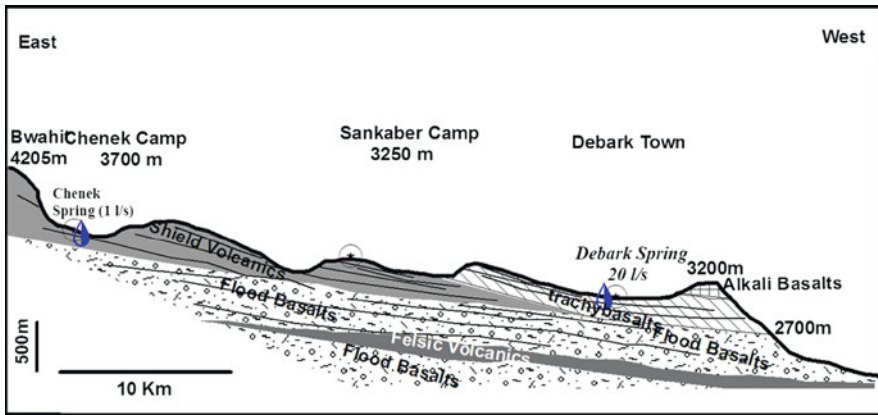 East
West
Bwahit Chenek Camp
4205m 3700 m
Sankaber Camp
3250 m
Debark Town
Chenek
Spring (1 l/s)
Shield Volcanics
Debark Spring
20 l/s
3200m
Alkali Basalts
trachybasalts
2700m
Flood Basalts
Flood Basalts
Felsic Volcanics
Flood Basalts
500m
10 Km